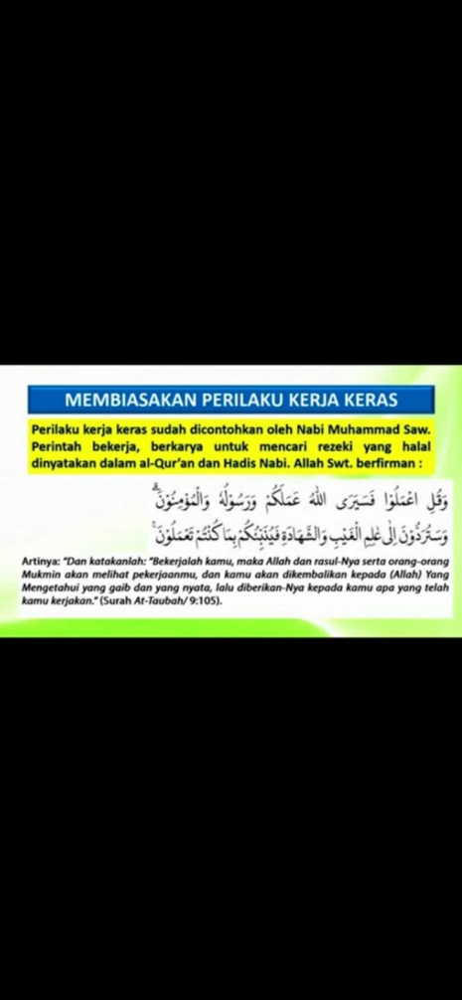 MEMBIASAKAN PERILAKU KERJA KERAS
Perilaku kerja keras sudah dicontohkan oleh Nabi Muhammad Saw.
Perintah bekerja, berkarya untuk mencari rezeki yang halal
dinyatakan dalam al-Qur'an dan Hadis Nabi. Allah Swt. berfirman :
وَقُلِ اعْمَلُوْا فَسَيَرَى اللّٰهُ عَمَلَكُمْ وَرَسُوْلُهٗ وَالْمُؤْمِنُوْنَۗ
وَسَتُرَدُّوْنَ اِلٰى عٰلِمِ الْغَيْبِ وَالشَّهَادَةِ فَيُنَبِّئُكُمْ بِمَا كُنْتُمْ تَعْمَلُوْنَۚ
Artinya: "Dan katakanlah: "Bekerjalah kamu, maka Allah dan rasul-Nya serta orang-orang
Mukmin akan melihat pekerjaanmu, dan kamu akan dikembalikan kepada (Allah) Yang
Mengetahui yang gaib dan yang nyata, lalu diberikan-Nya kepada kamu apa yang telah
kamu kerjakan." (Surah At-Taubah/ 9:105).